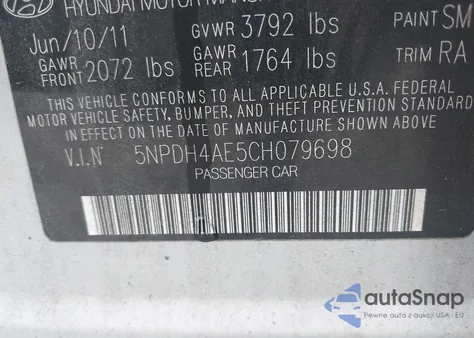 HYUNDAI MOTOR
Jun/10/11 GVWR 3792 lbs PAINT SM
GAWR FRONT 2072 lbs GAWR REAR 1764 lbs TRIM RA
THIS VEHICLE CONFORMS TO ALL APPLICABLE U.S.A. FEDERAL
MOTOR VEHICLE SAFETY, BUMPER, AND THEFT PREVENTION STANDARD
IN EFFECT ON THE DATE OF MANUFACTURE SHOWN ABOVE.
V.I.N 5NPDH4AE5CH079698
PASSENGER CAR
autoSnap
Pewne auta z aukcji USA i EU